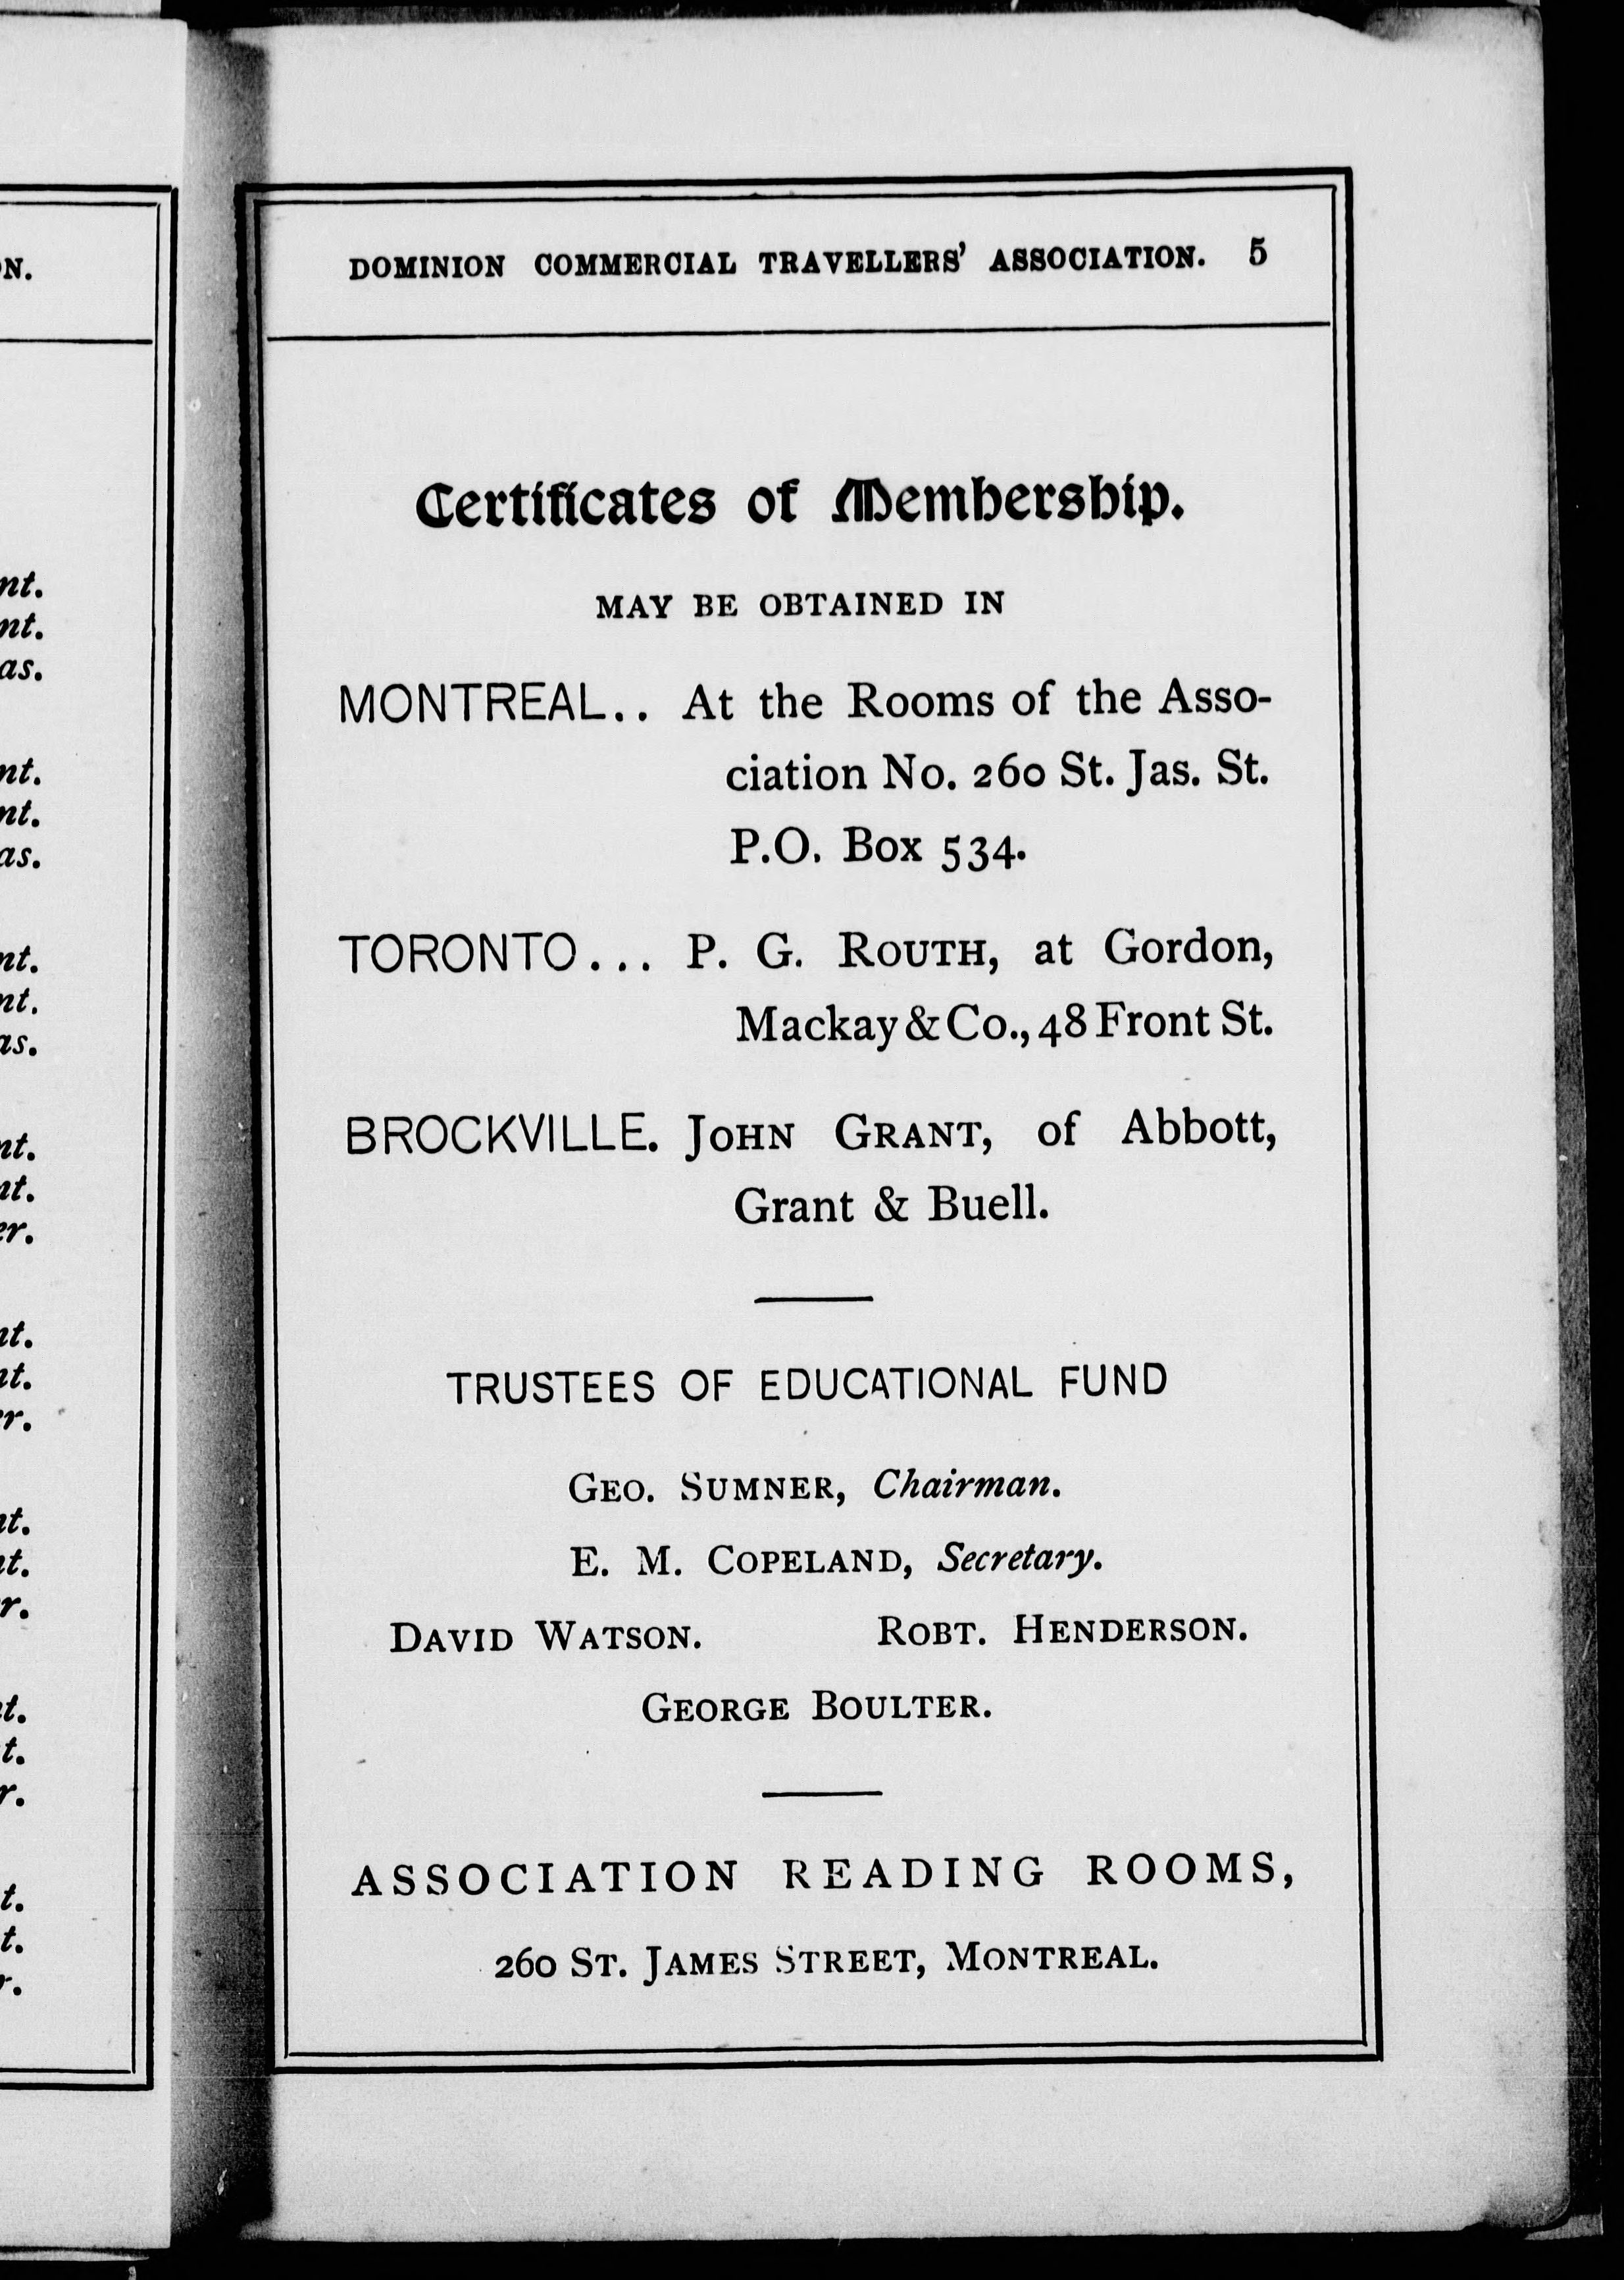 DOMINION COMMERCIAL TRAVELLERS' ASSOCIATION. 5
Certificates of Membership.
MAY BE OBTAINED IN
MONTREAL.. At the Rooms of the Asso-
ciation No. 260 St. Jas. St.
P.O. Box 534.
TORONTO... P. G. ROUTH, at Gordon,
Mackay & Co., 48 Front St.
BROCKVILLE. JOHN GRANT, of Abbott,
Grant & Buell.
TRUSTEES OF EDUCATIONAL FUND
GEO. SUMNER, Chairman.
E. M. COPELAND, Secretary.
DAVID WATSON. ROBT. HENDERSON.
GEORGE BOULTER.
ASSOCIATION READING ROOMS,
260 ST. JAMES STREET, MONTREAL.